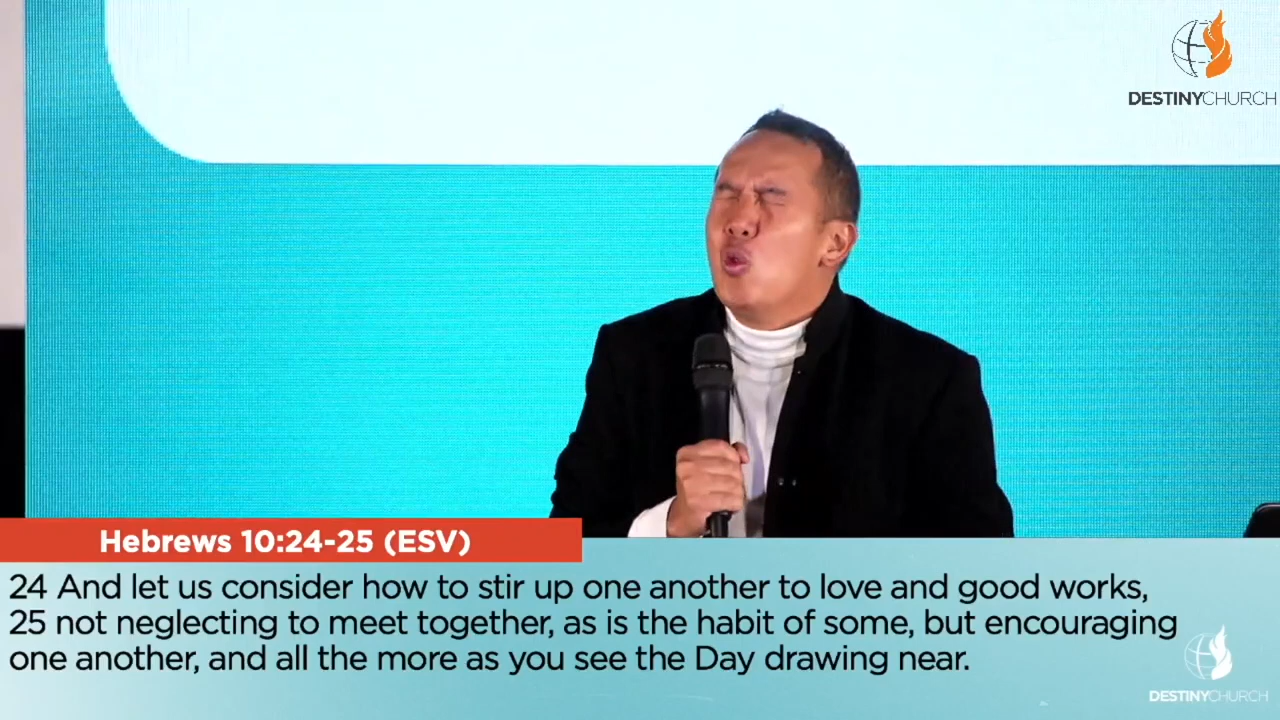 DESTINYCHURCH
Hebrews 10:24-25 (ESV)
24 And let us consider how to stir up one another to love and good works,
25 not neglecting to meet together, as is the habit of some, but encouraging
one another, and all the more as you see the Day drawing near.
DESTINYCHURCH